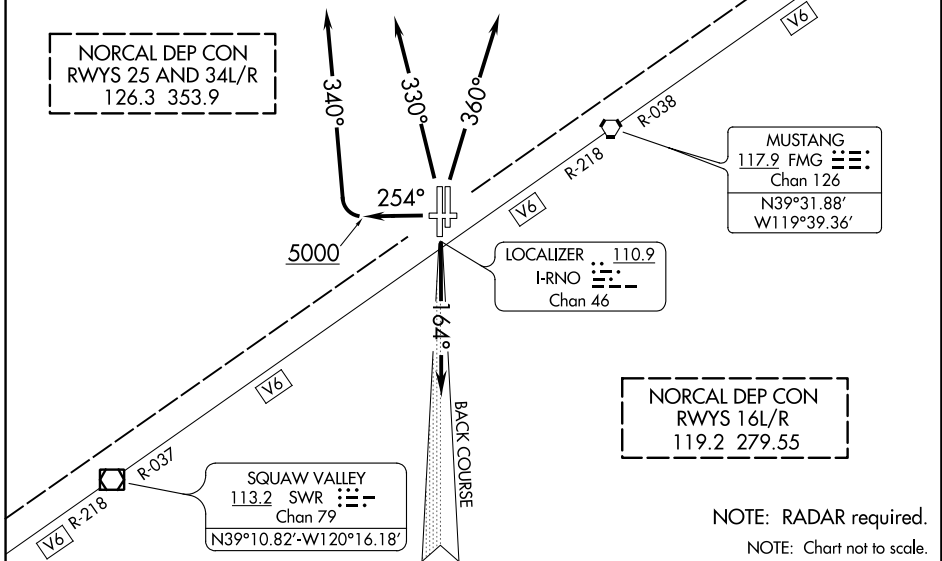 NORCAL DEP CON
RWYS 25 AND 34L/R
126.3 353.9
340°
330°
360°
V6
R-038
R-218
MUSTANG
117.9 FMG
Chan 126
N39°31.88'
W119°39.36'
254°
5000
V6
LOCALIZER 110.9
I-RNO
Chan 46
164°
BACK COURSE
V6
NORCAL DEP CON
RWYS 16L/R
119.2 279.55
R-037
R-218
V6
SQUAW VALLEY
113.2 SWR
Chan 79
N39°10.82'-W120°16.18'
NOTE: RADAR required.
NOTE: Chart not to scale.